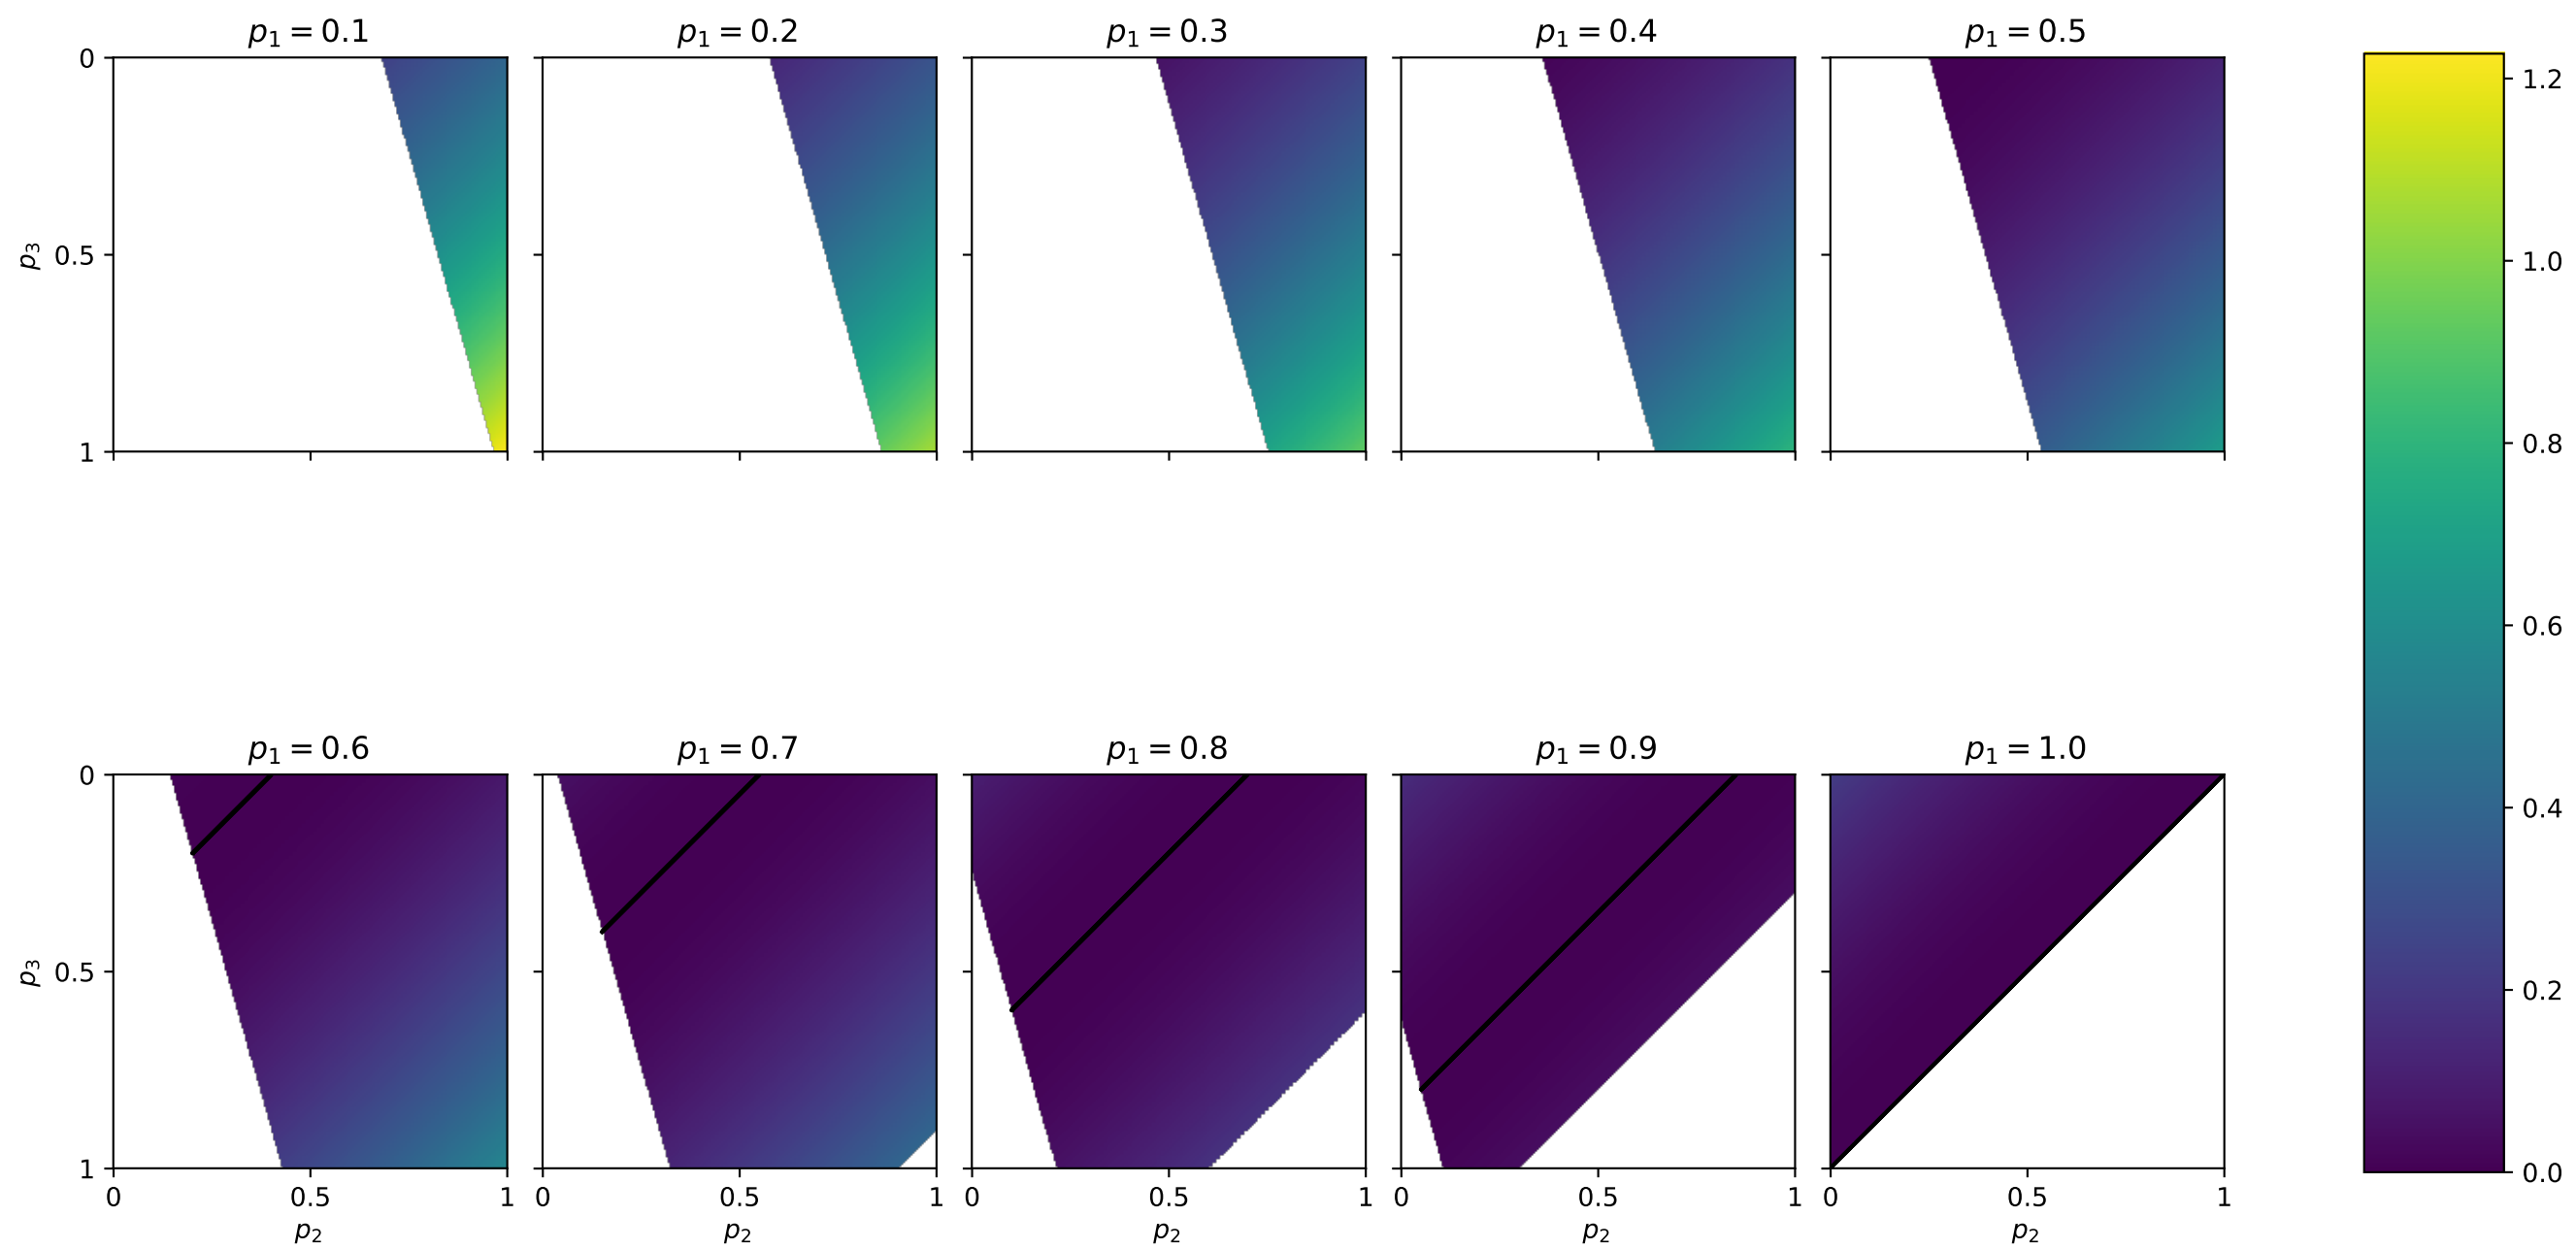 p₁ = 0.1 p₁ = 0.2 p₁ = 0.3 p₁ = 0.4 p₁ = 0.5
0
0.5
1
p₃
p₁ = 0.6 p₁ = 0.7 p₁ = 0.8 p₁ = 0.9 p₁ = 1.0
0
0.5
1
p₃
0 0.5 1 0 0.5 1 0 0.5 1 0 0.5 1 0 0.5 1
p₂ p₂ p₂ p₂ p₂
1.2
1.0
0.8
0.6
0.4
0.2
0.0